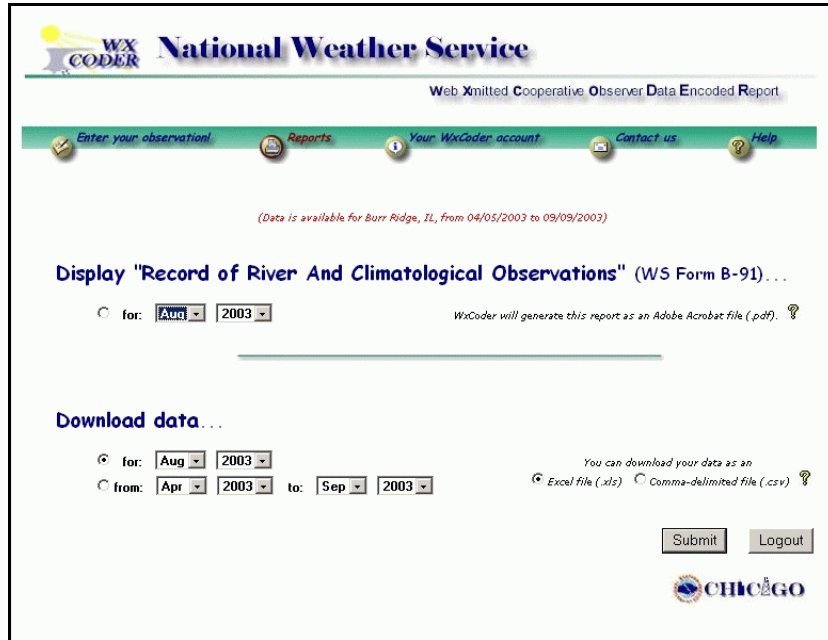 WX CODER
National Weather Service
Web Xmitted Cooperative Observer Data Encoded Report
Enter your observation! Reports Your WxCoder account Contact us Help
(Data is available for Burr Ridge, IL, from 04/05/2003 to 09/09/2003)
Display "Record of River And Climatological Observations" (WS Form B-91)...
for: Aug 2003 WxCoder will generate this report as an Adobe Acrobat file (.pdf). ?
Download data...
for: Aug 2003 You can download your data as an
from: Apr 2003 to: Sep 2003 Excel file (.xls) Comma-delimited file (.csv) ?
Submit Logout
CHICAGO